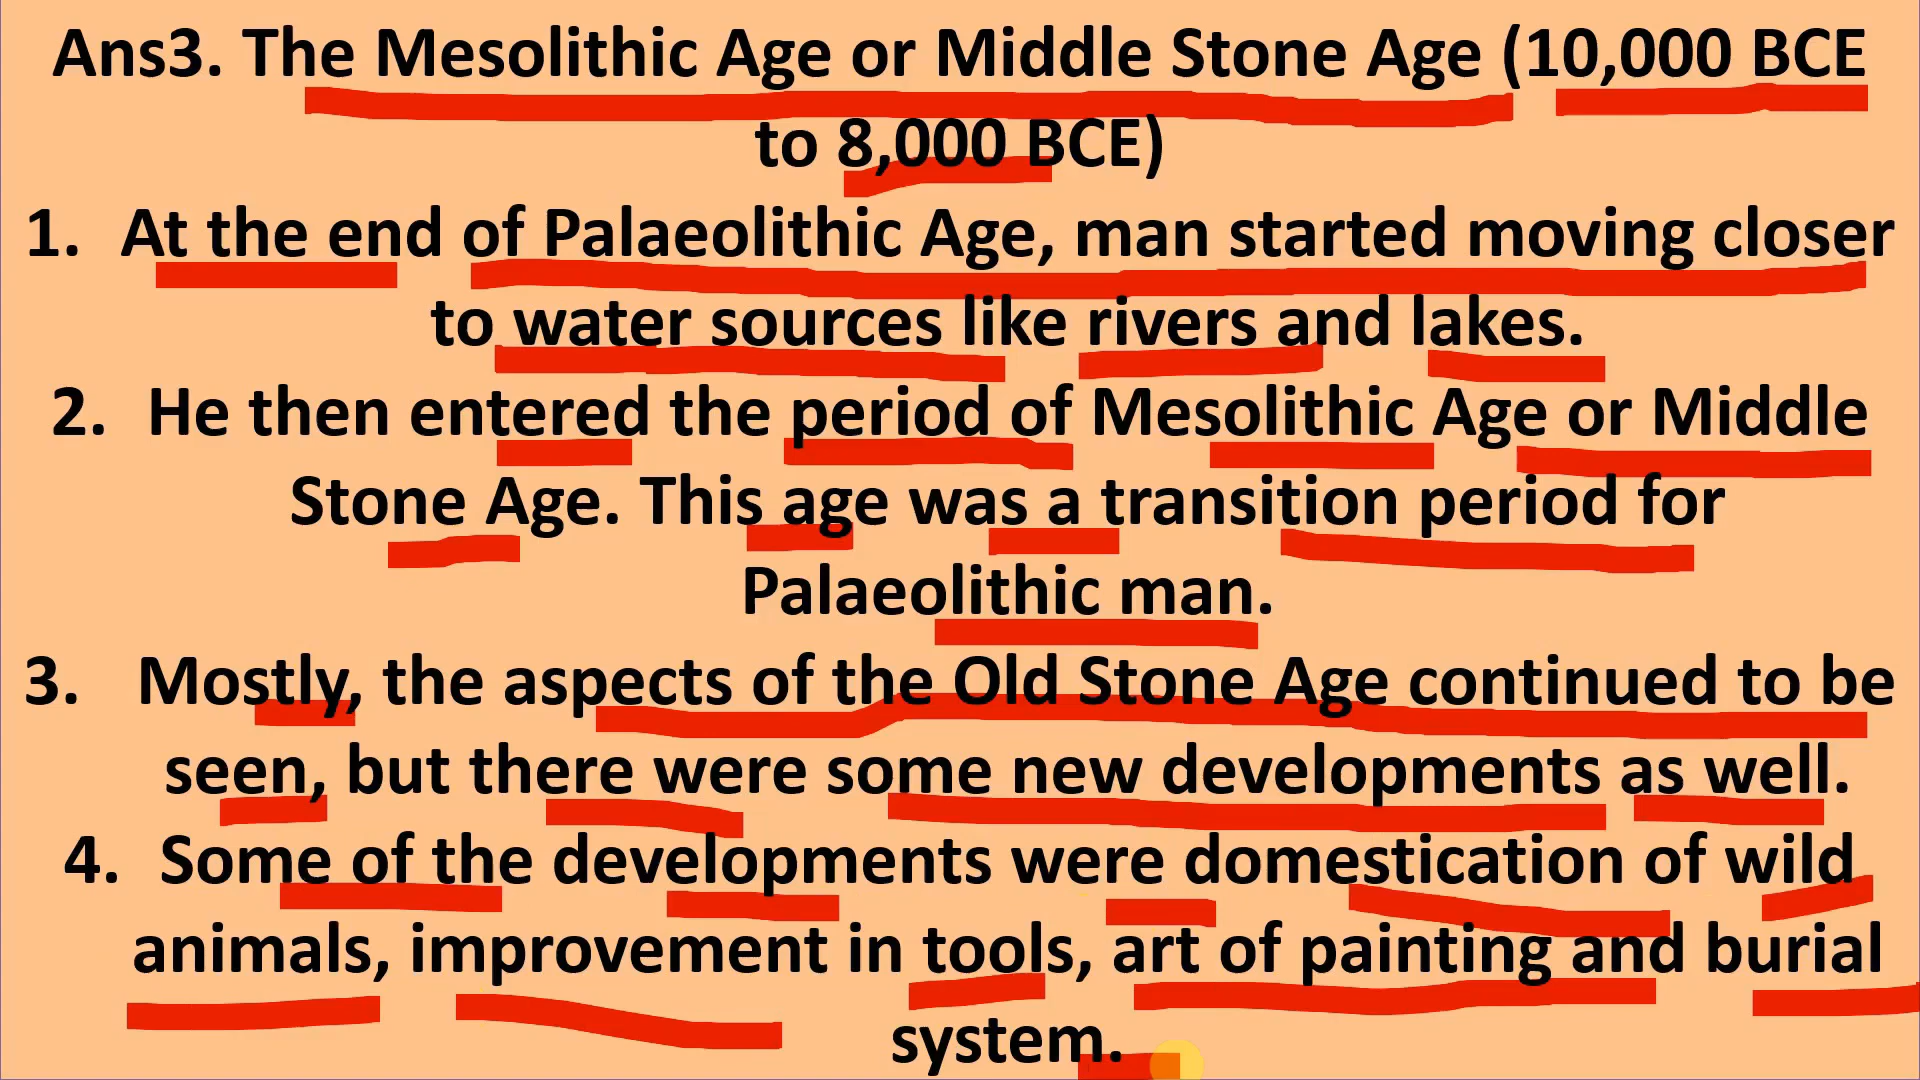 Ans3. The Mesolithic Age or Middle Stone Age (10,000 BCE
to 8,000 BCE)
1. At the end of Palaeolithic Age, man started moving closer
to water sources like rivers and lakes.
2. He then entered the period of Mesolithic Age or Middle
Stone Age. This age was a transition period for
Palaeolithic man.
3. Mostly, the aspects of the Old Stone Age continued to be
seen, but there were some new developments as well.
4. Some of the developments were domestication of wild
animals, improvement in tools, art of painting and burial
system.